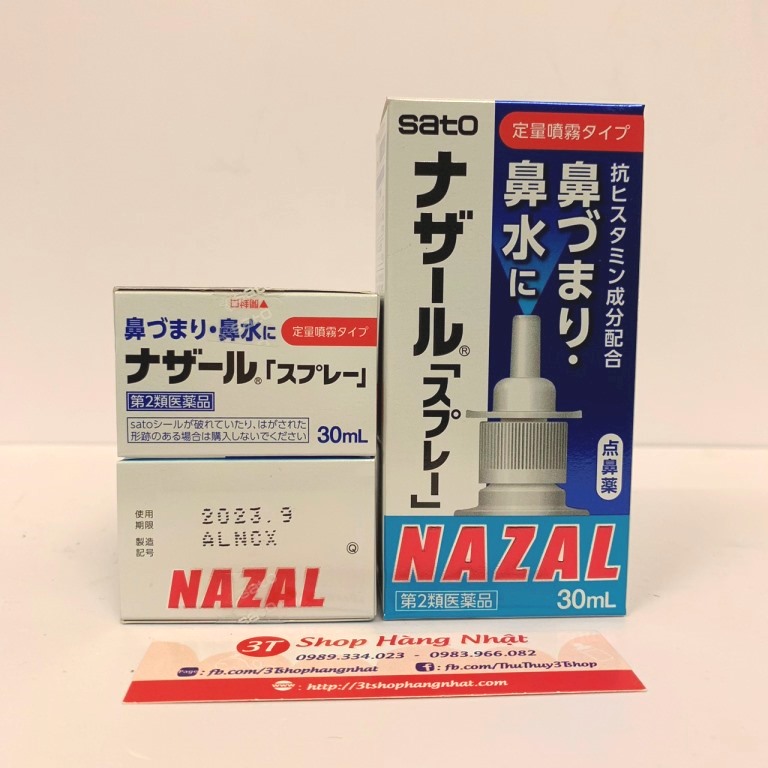 sato
定量噴霧タイプ
抗ヒスタミン成分配合
鼻づまり・
鼻水に
ナザール®「スプレー」
点鼻薬
NAZAL
第2類医薬品
30mL
開封口
鼻づまり・鼻水に
定量噴霧タイプ
ナザール®「スプレー」
第2類医薬品
satoシールが破れていたり、はがされた
形跡のある場合は購入しないでください
30mL
使用
期限
2023.9
製造
記号
ALNCX
Q
NAZAL
3T Shop Hàng Nhật
0989.334.023 - 0983.966.082
Page : fb.com/3Tshophangnhat
f : fb.com/ThuThuy3Tshop
www : http://3tshophangnhat.com